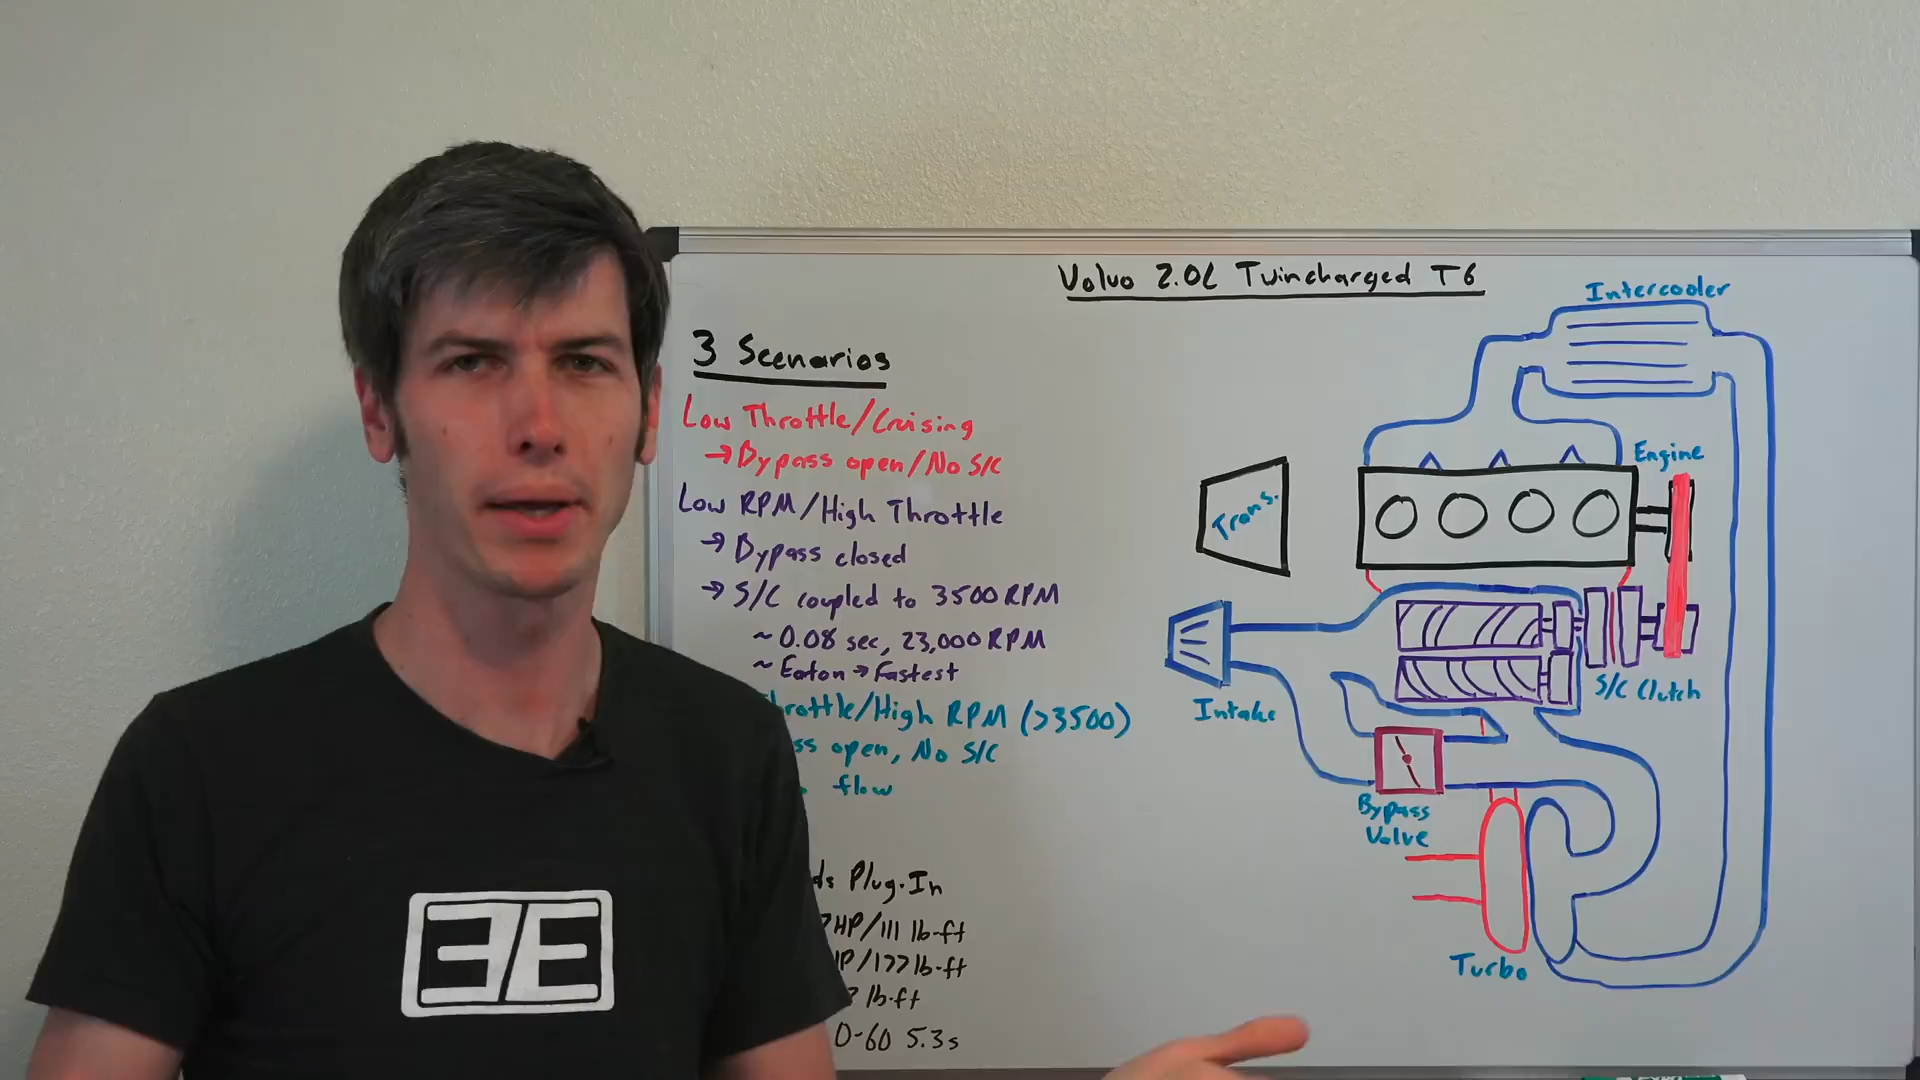 Volvo 2.0L Twincharged T6
3 Scenarios
Low Throttle/Cruising
→ Bypass open/No S/C
Low RPM/High Throttle
→ Bypass closed
→ S/C coupled to 3500 RPM
~ 0.08 sec, 23,000 RPM
~ Eaton → Fastest
Throttle/High RPM (>3500)
open, No S/C
flow
Plug-In
HP/111 lb-ft
/177 lb-ft
lb-ft
0-60 5.3s
Intercooler
Engine
Trans.
S/C Clutch
Intake
Bypass
Valve
Turbo